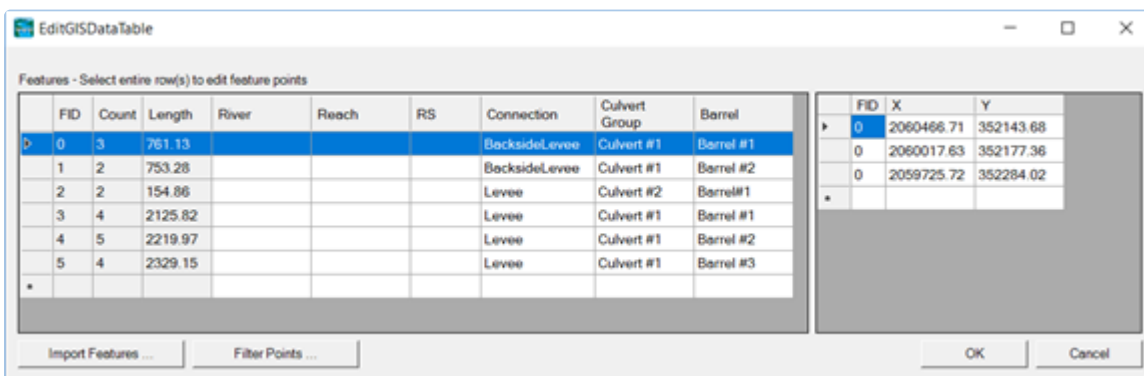 EditGISDataTable
Features - Select entire row(s) to edit feature points
FID Count Length River Reach RS Connection Culvert Group Barrel
0 3 761.13 BacksideLevee Culvert #1 Barrel #1
1 2 753.28 BacksideLevee Culvert #1 Barrel #2
2 2 154.86 Levee Culvert #2 Barrel#1
3 4 2125.82 Levee Culvert #1 Barrel #1
4 5 2219.97 Levee Culvert #1 Barrel #2
5 4 2329.15 Levee Culvert #1 Barrel #3
FID X Y
0 2060466.71 352143.68
0 2060017.63 352177.36
0 2059725.72 352284.02
Import Features ... Filter Points ... OK Cancel